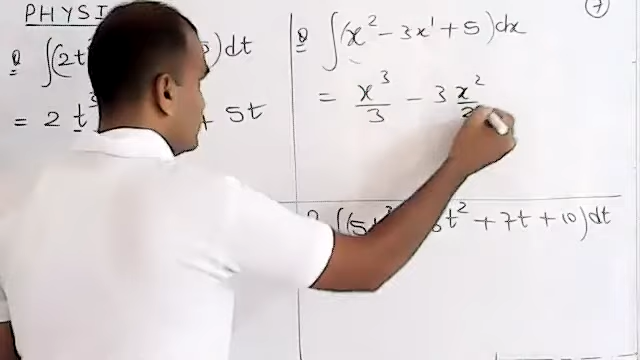 PHYSI
Q ∫(2t )dt
= 2 t³ + 5t
7
Q ∫(x² - 3x¹ + 5)dx
= x³/3 - 3 x²/2
∫(5t t² + 7t + 10)dt